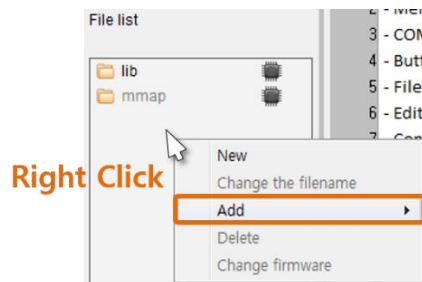 File list
lib
mmap
Right Click
New
Change the filename
Add
Delete
Change firmware
3 - COM
4 - Butt
5 - File
6 - Edit
7